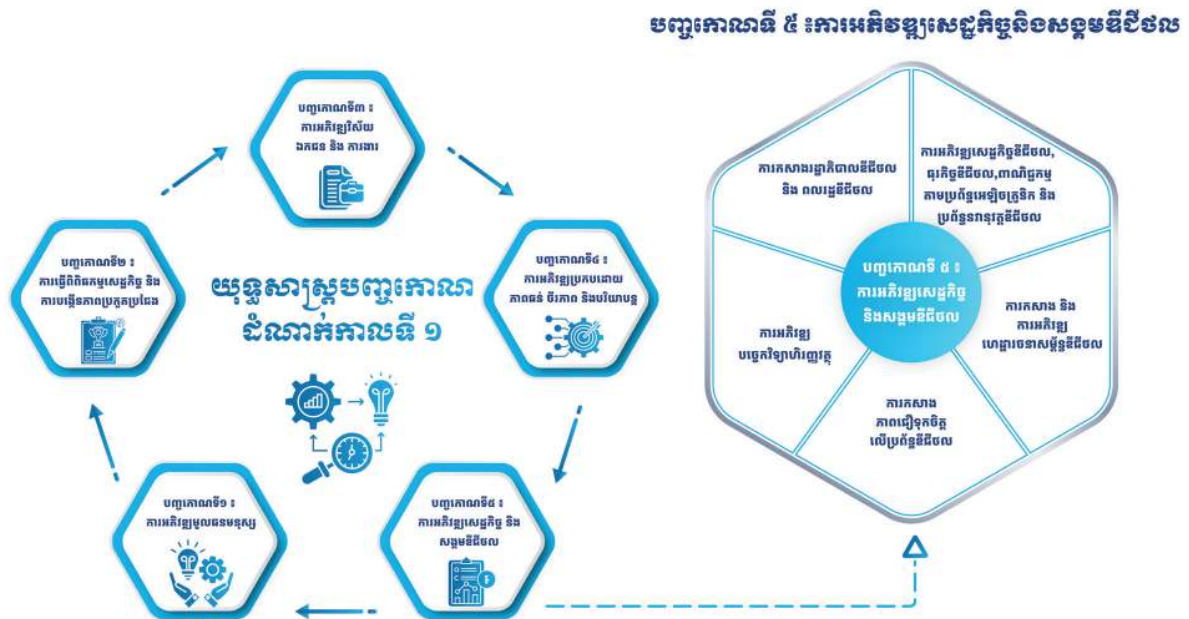 បញ្ចកោណទី ៥ ៖ការអភិវឌ្ឍសេដ្ឋកិច្ចនិងសង្គមឌីជីថល
បញ្ចកោណទី៣ ៖
ការអភិវឌ្ឍវិស័យ
ឯកជន និង ការងារ
បញ្ចកោណទី២ ៖
ការធ្វើពិពិធកម្មសេដ្ឋកិច្ច និង
ការបង្កើនភាពប្រកួតប្រជែង
យុទ្ធសាស្ត្របញ្ចកោណ
ដំណាក់កាលទី ១
បញ្ចកោណទី៤ ៖
ការអភិវឌ្ឍប្រកបដោយ
ភាពធន់ ចីរភាព និងបរិយាបន្ន
បញ្ចកោណទី១ ៖
ការអភិវឌ្ឍមូលធនមនុស្ស
បញ្ចកោណទី៥ ៖
ការអភិវឌ្ឍសេដ្ឋកិច្ច និង
សង្គមឌីជីថល
ការកសាងរដ្ឋាភិបាលឌីជីថល
និង ពលរដ្ឋឌីជីថល
ការអភិវឌ្ឍសេដ្ឋកិច្ចឌីជីថល,
ធុរកិច្ចឌីជីថល,ពាណិជ្ជកម្ម
តាមប្រព័ន្ធអេឡិចត្រូនិក និង
ប្រព័ន្ធនវានុវត្តឌីជីថល
បញ្ចកោណទី ៥ ៖
ការអភិវឌ្ឍសេដ្ឋកិច្ច
និងសង្គមឌីជីថល
ការអភិវឌ្ឍ
បច្ចេកវិទ្យាហិរញ្ញវត្ថុ
ការកសាង និង
ការអភិវឌ្ឍ
ហេដ្ឋារចនាសម្ព័ន្ធឌីជីថល
ការកសាង
ភាពជឿទុកចិត្ត
លើប្រព័ន្ធឌីជីថល